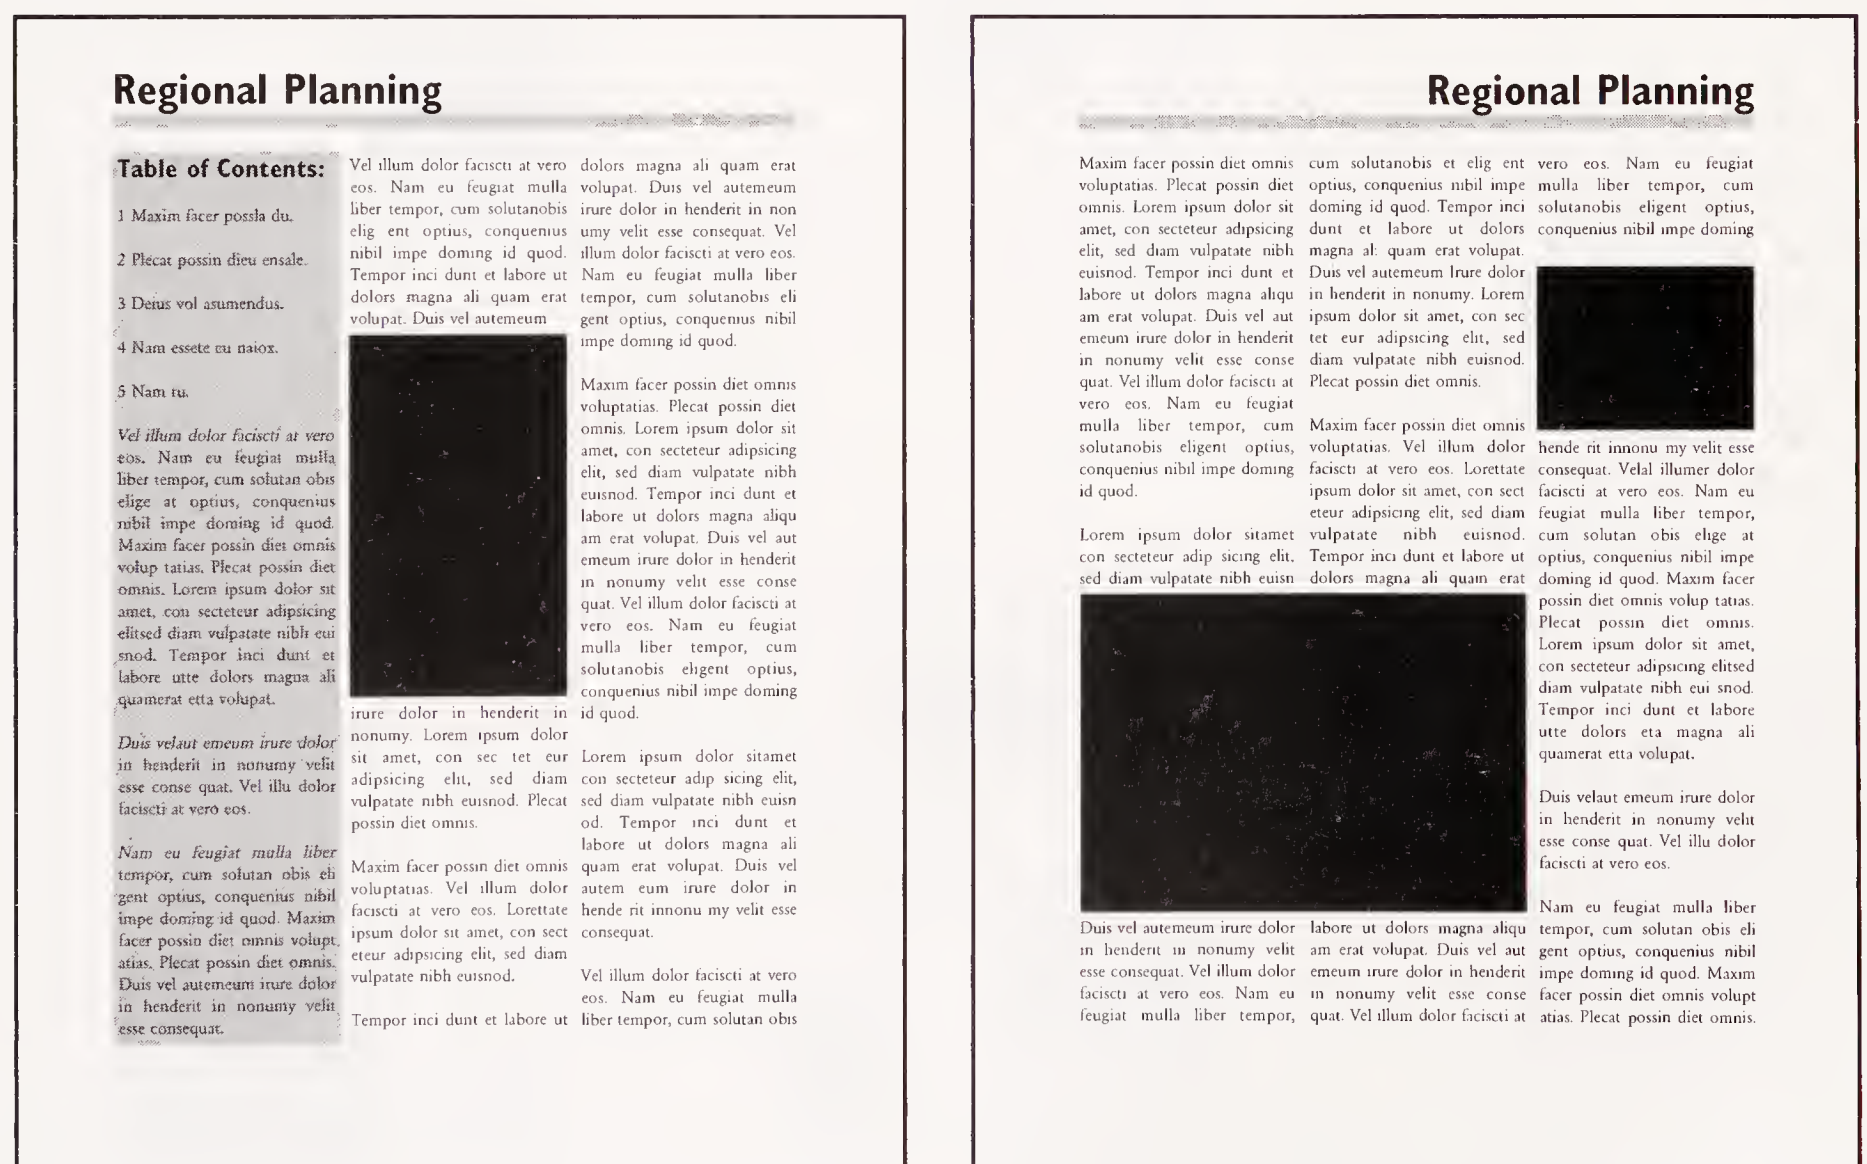 Regional Planning
Table of Contents:
1 Maxim facer possla du.
2 Plecat possin dieu ensale.
3 Deius vol asumendus.
4 Nam essete eu naiox.
5 Nam ru.
Vel illum dolor faciscti at vero
eos. Nam eu feugiat mulla
liber tempor, cum solutan obis
elige at optius, conquenius
nibil impe doming id quod.
Maxim facer possin diet omnis
volup tatias. Plecat possin diet
omnis. Lorem ipsum dolor sit
amet, con secteteur adipsicing
elitsed diam vulpatate nibh eui
snod. Tempor inci dunt et
labore utte dolors magna ali
quamerat etta volupat.
Duis velaut emeum irure dolor
in henderit in nonumy velit
esse conse quat. Vel illu dolor
faciscti at vero eos.
Nam eu feugiat mulla liber
tempor, cum solutan obis eli
gent optius, conquenius nibil
impe doming id quod. Maxim
facer possin diet omnis volupt
atias. Plecat possin diet omnis.
Duis vel autemeum irure dolor
in henderit in nonumy velit
esse consequat.
Vel illum dolor faciscti at vero
eos. Nam eu feugiat mulla
liber tempor, cum solutanobis
elig ent optius, conquenius
nibil impe doming id quod.
Tempor inci dunt et labore ut
dolors magna ali quam erat
volupat. Duis vel autemeum
irure dolor in henderit in
nonumy. Lorem ipsum dolor
sit amet, con sec tet eur
adipsicing elit, sed diam
vulpatate nibh euisnod. Plecat
possin diet omnis.
Maxim facer possin diet omnis
voluptatias. Vel illum dolor
faciscti at vero eos. Lorettate
ipsum dolor sit amet, con sect
eteur adipsicing elit, sed diam
vulpatate nibh euisnod.
Tempor inci dunt et labore ut
dolors magna ali quam erat
volupat. Duis vel autemeum
irure dolor in henderit in non
umy velit esse consequat. Vel
illum dolor faciscti at vero eos.
Nam eu feugiat mulla liber
tempor, cum solutanobis eli
gent optius, conquenius nibil
impe doming id quod.
Maxim facer possin diet omnis
voluptatias. Plecat possin diet
omnis. Lorem ipsum dolor sit
amet, con secteteur adipsicing
elit, sed diam vulpatate nibh
euisnod. Tempor inci dunt et
labore ut dolors magna aliqu
am erat volupat. Duis vel aut
emeum irure dolor in henderit
in nonumy velit esse conse
quat. Vel illum dolor faciscti at
vero eos. Nam eu feugiat
mulla liber tempor, cum
solutanobis eligent optius,
conquenius nibil impe doming
id quod.
Lorem ipsum dolor sitamet
con secteteur adip sicing elit,
sed diam vulpatate nibh euisn
od. Tempor inci dunt et
labore ut dolors magna ali
quam erat volupat. Duis vel
autem eum irure dolor in
hende rit innonu my velit esse
consequat.
Vel illum dolor faciscti at vero
eos. Nam eu feugiat mulla
liber tempor, cum solutan obis
Regional Planning
Maxim facer possin diet omnis
voluptatias. Plecat possin diet
omnis. Lorem ipsum dolor sit
amet, con secteteur adipsicing
elit, sed diam vulpatate nibh
euisnod. Tempor inci dunt et
labore ut dolors magna aliqu
am erat volupat. Duis vel aut
emeum irure dolor in henderit
in nonumy velit esse conse
quat. Vel illum dolor faciscti at
vero eos. Nam eu feugiat
mulla liber tempor, cum
solutanobis eligent optius,
conquenius nibil impe doming
id quod.
Lorem ipsum dolor sitamet
con secteteur adip sicing elit,
sed diam vulpatate nibh euisn
Duis vel autemeum irure dolor
in henderit in nonumy velit
esse consequat. Vel illum dolor
faciscti at vero eos. Nam eu
feugiat mulla liber tempor,
cum solutanobis et elig ent
optius, conquenius nibil impe
doming id quod. Tempor inci
dunt et labore ut dolors
magna al: quam erat volupat.
Duis vel autemeum Irure dolor
in henderit in nonumy. Lorem
ipsum dolor sit amet, con sec
tet eur adipsicing elit, sed
diam vulpatate nibh euisnod.
Plecat possin diet omnis.
Maxim facer possin diet omnis
voluptatias. Vel illum dolor
faciscti at vero eos. Lorettate
ipsum dolor sit amet, con sect
eteur adipsicing elit, sed diam
vulpatate nibh euisnod.
Tempor inci dunt et labore ut
dolors magna ali quam erat
labore ut dolors magna aliqu
am erat volupat. Duis vel aut
emeum irure dolor in henderit
in nonumy velit esse conse
quat. Vel illum dolor faciscti at
vero eos. Nam eu feugiat
mulla liber tempor, cum
solutanobis eligent optius,
conquenius nibil impe doming
hende rit innonu my velit esse
consequat. Velal illumer dolor
faciscti at vero eos. Nam eu
feugiat mulla liber tempor,
cum solutan obis elige at
optius, conquenius nibil impe
doming id quod. Maxim facer
possin diet omnis volup tatias.
Plecat possin diet omnis.
Lorem ipsum dolor sit amet,
con secteteur adipsicing elitsed
diam vulpatate nibh eui snod.
Tempor inci dunt et labore
utte dolors eta magna ali
quamerat etta volupat.
Duis velaut emeum irure dolor
in henderit in nonumy velit
esse conse quat. Vel illu dolor
faciscti at vero eos.
Nam eu feugiat mulla liber
tempor, cum solutan obis eli
gent optius, conquenius nibil
impe doming id quod. Maxim
facer possin diet omnis volupt
atias. Plecat possin diet omnis.